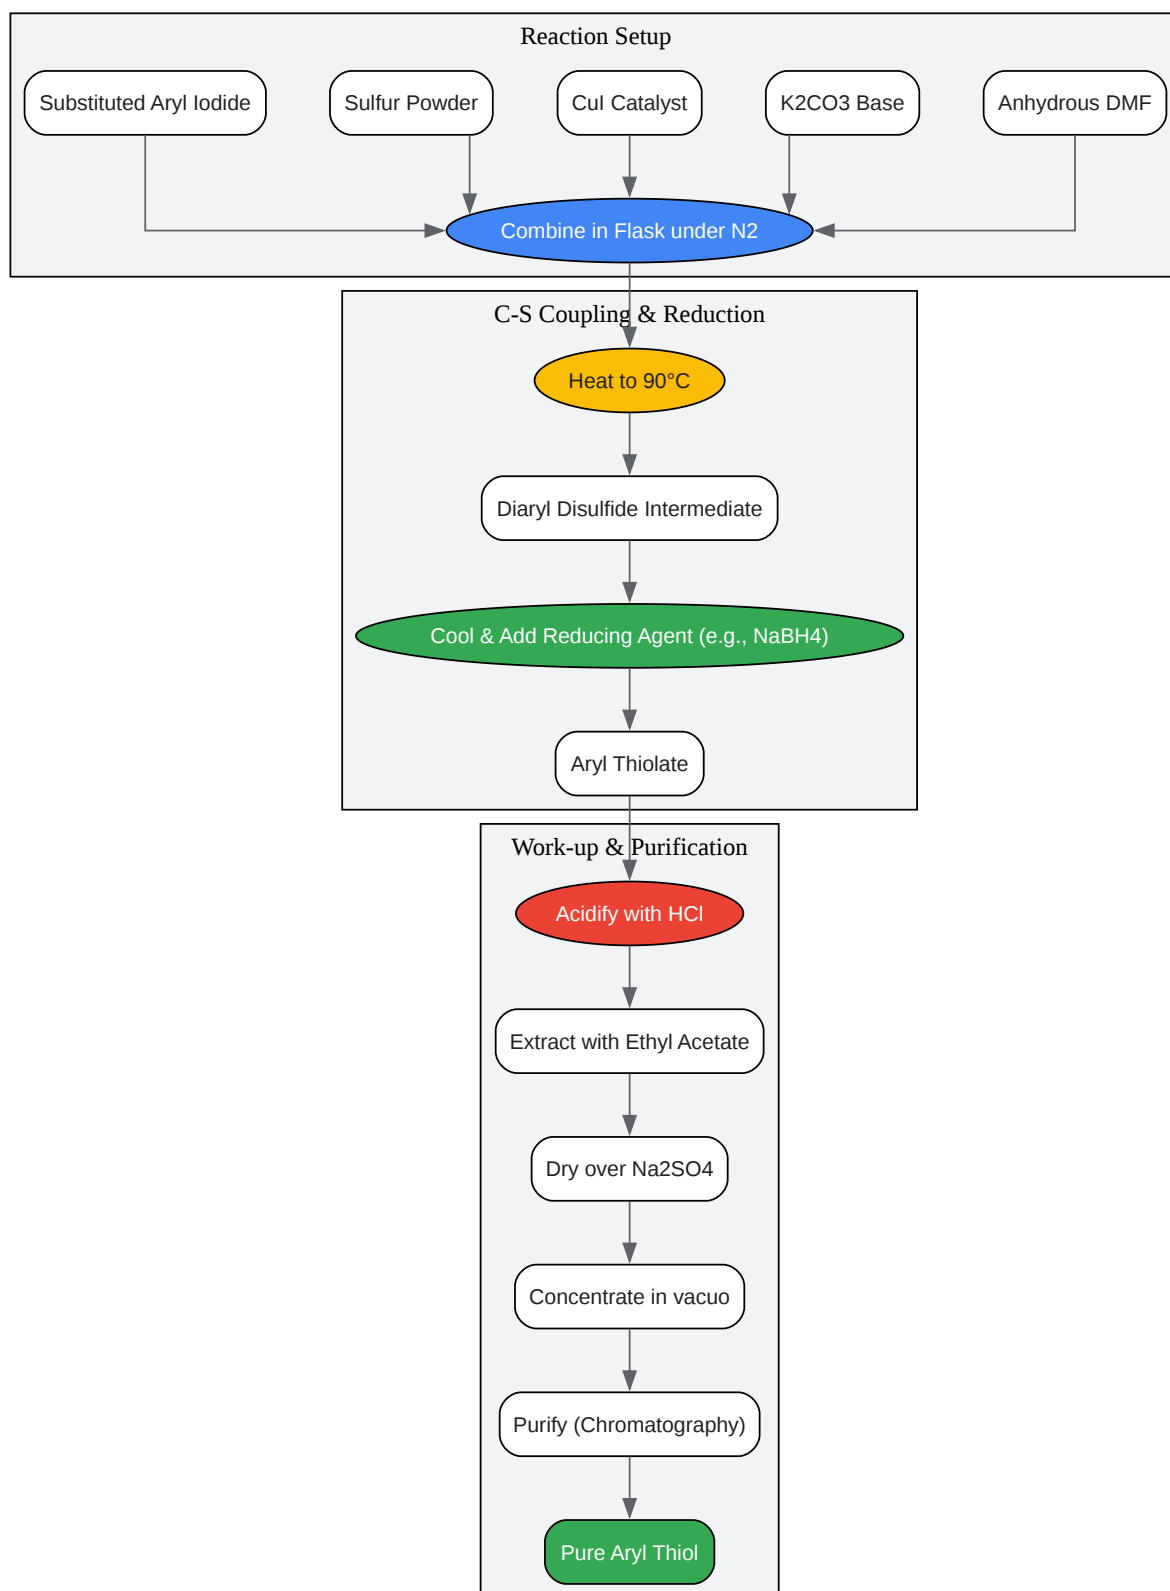 Reaction Setup
Substituted Aryl Iodide
Sulfur Powder
CuI Catalyst
K2CO3 Base
Anhydrous DMF
Combine in Flask under N2
C-S Coupling & Reduction
Heat to 90°C
Diaryl Disulfide Intermediate
Cool & Add Reducing Agent (e.g., NaBH4)
Aryl Thiolate
Work-up & Purification
Acidify with HCl
Extract with Ethyl Acetate
Dry over Na2SO4
Concentrate in vacuo
Purify (Chromatography)
Pure Aryl Thiol